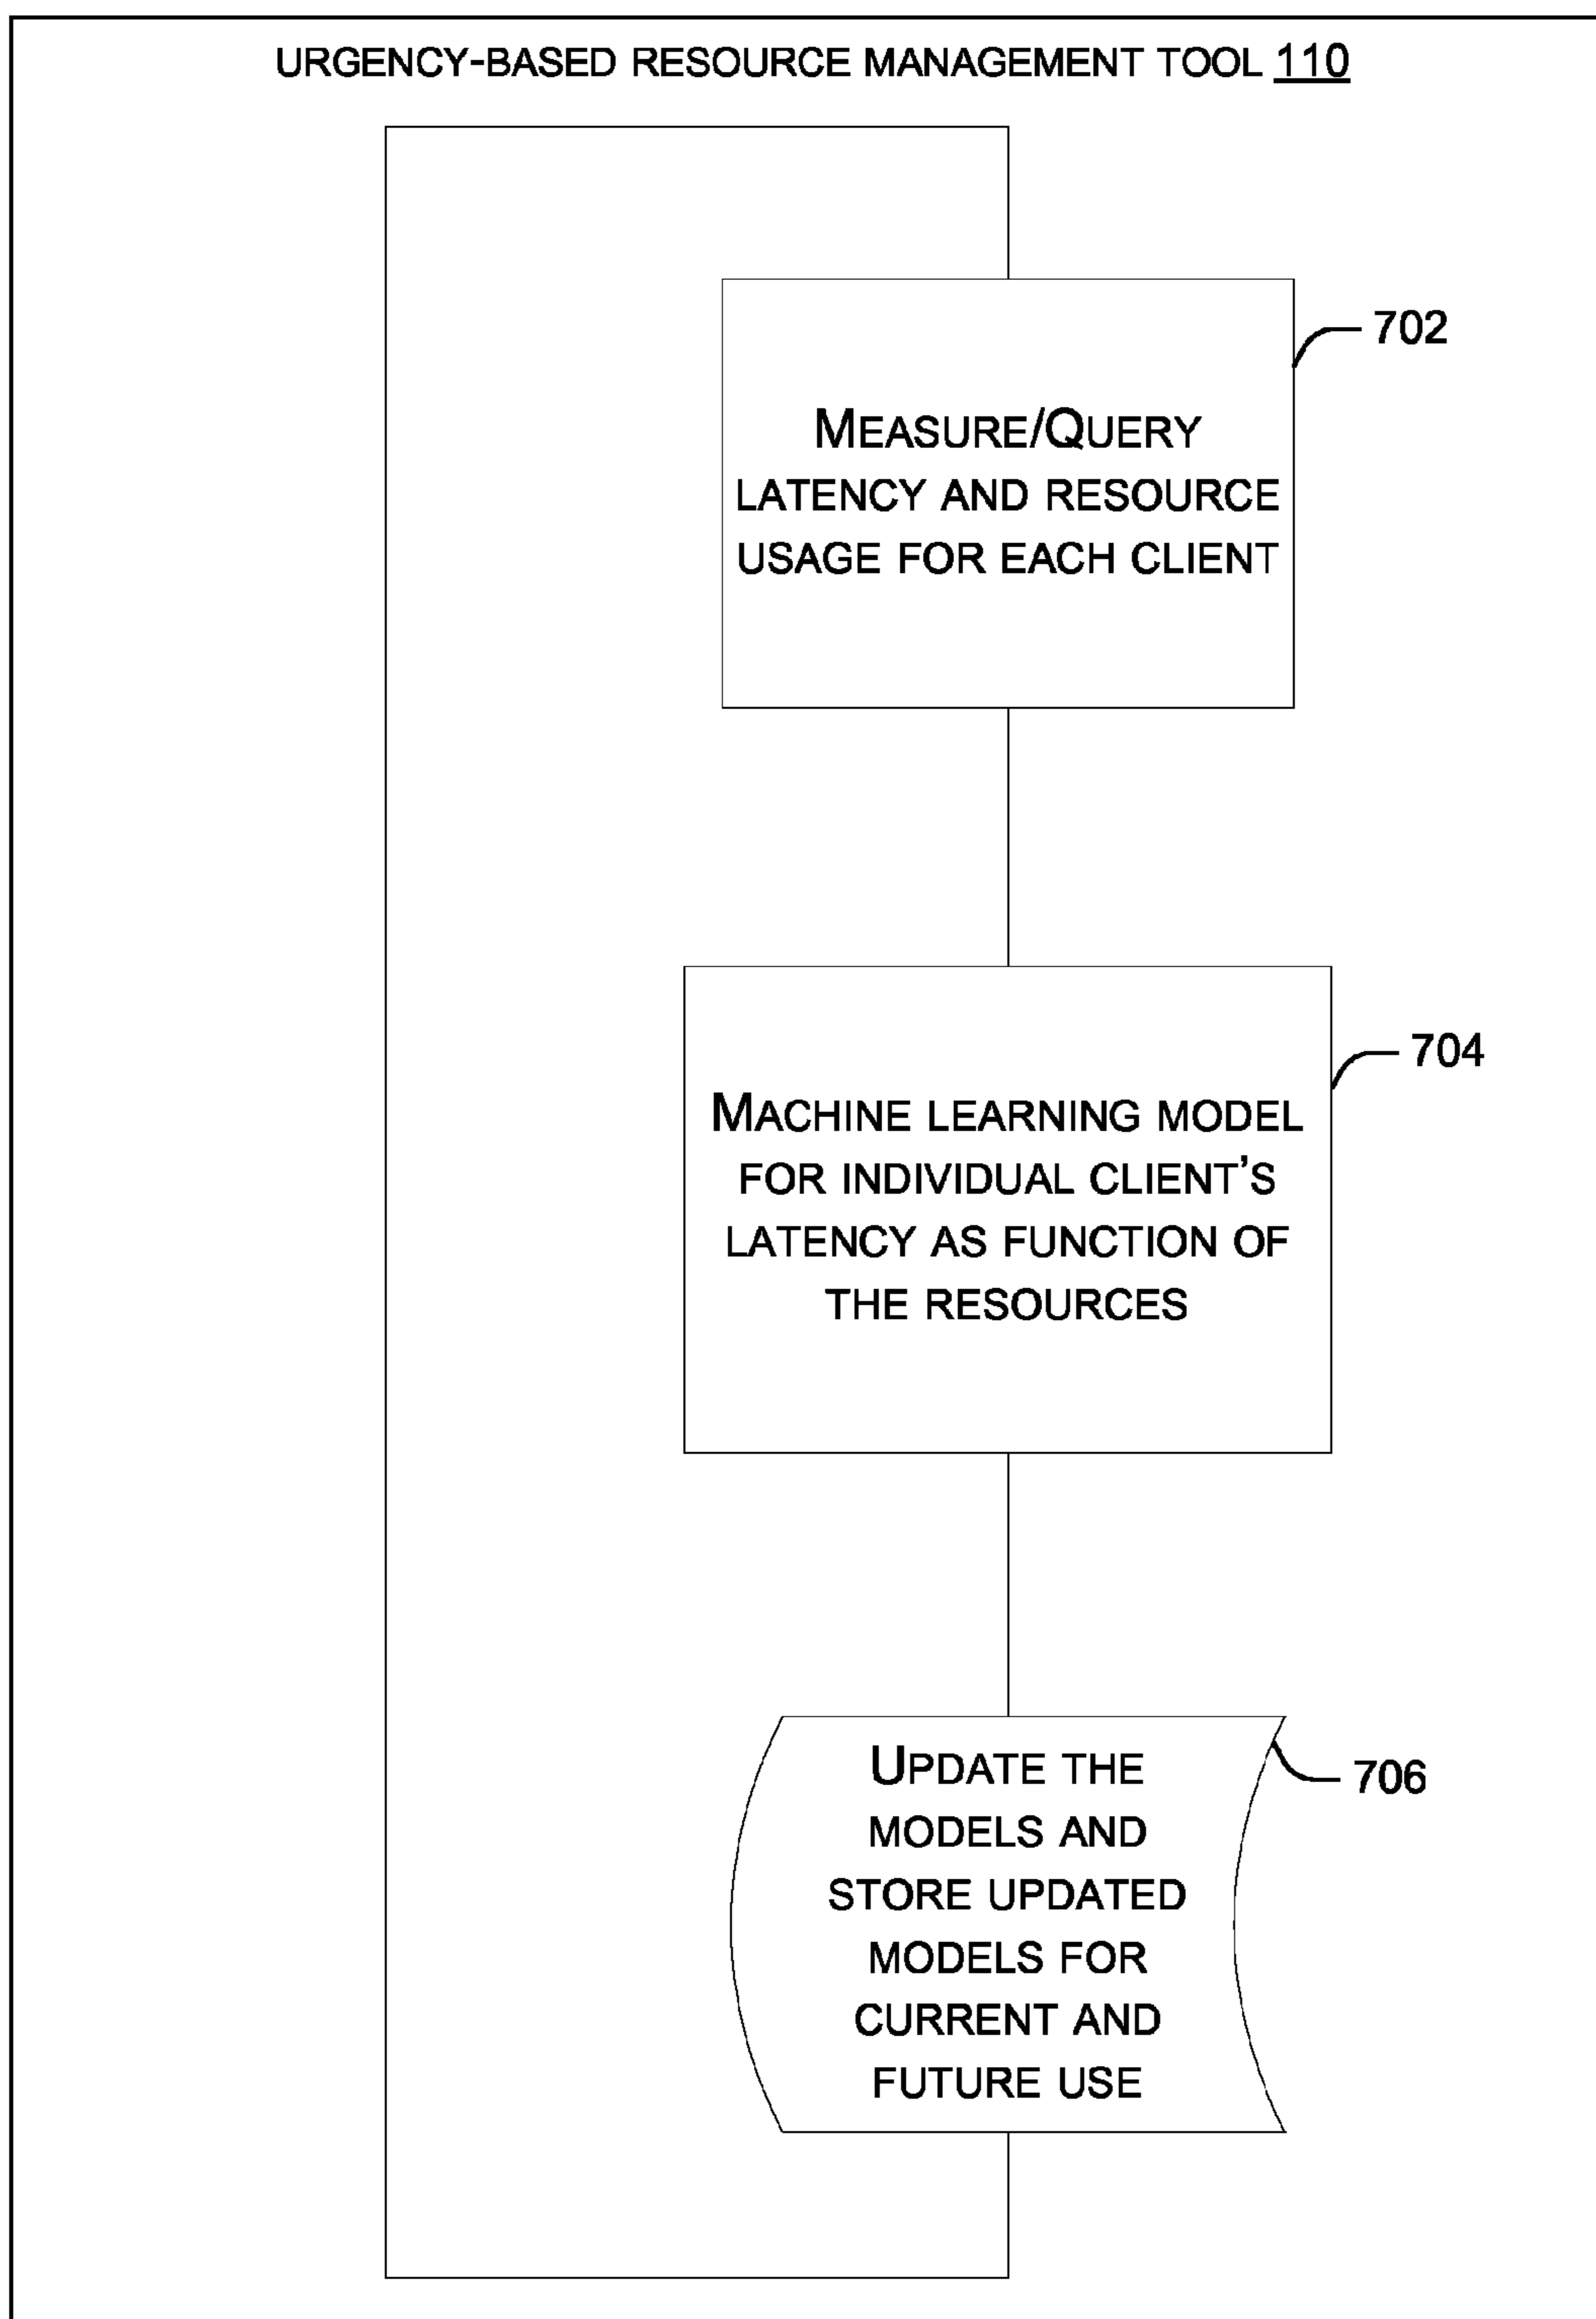 URGENCY-BASED RESOURCE MANAGEMENT TOOL 110
702
MEASURE/QUERY
LATENCY AND RESOURCE
USAGE FOR EACH CLIENT
704
MACHINE LEARNING MODEL
FOR INDIVIDUAL CLIENT'S
LATENCY AS FUNCTION OF
THE RESOURCES
706
UPDATE THE
MODELS AND
STORE UPDATED
MODELS FOR
CURRENT AND
FUTURE USE